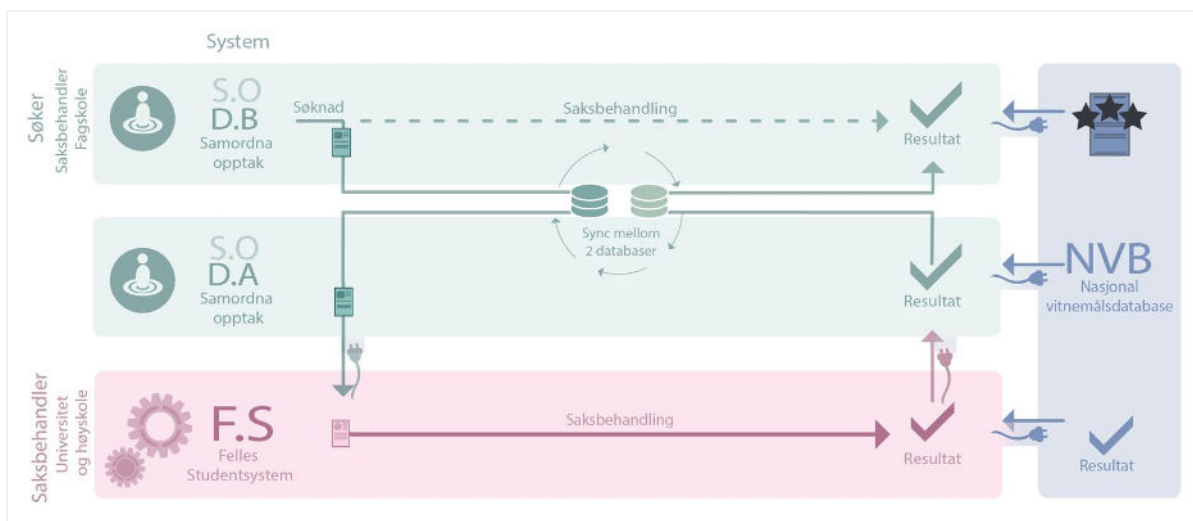 System
Søker
Saksbehandler
Fagskole
S.O
D.B
Samordna
opptak
Søknad
Saksbehandling
Resultat
Sync mellom
2 databaser
S.O
D.A
Samordna
opptak
Resultat
NVB
Nasjonal
vitnemålsdatabase
Saksbehandler
Universitet
og høyskole
F.S
Felles
Studentsystem
Saksbehandling
Resultat
Resultat